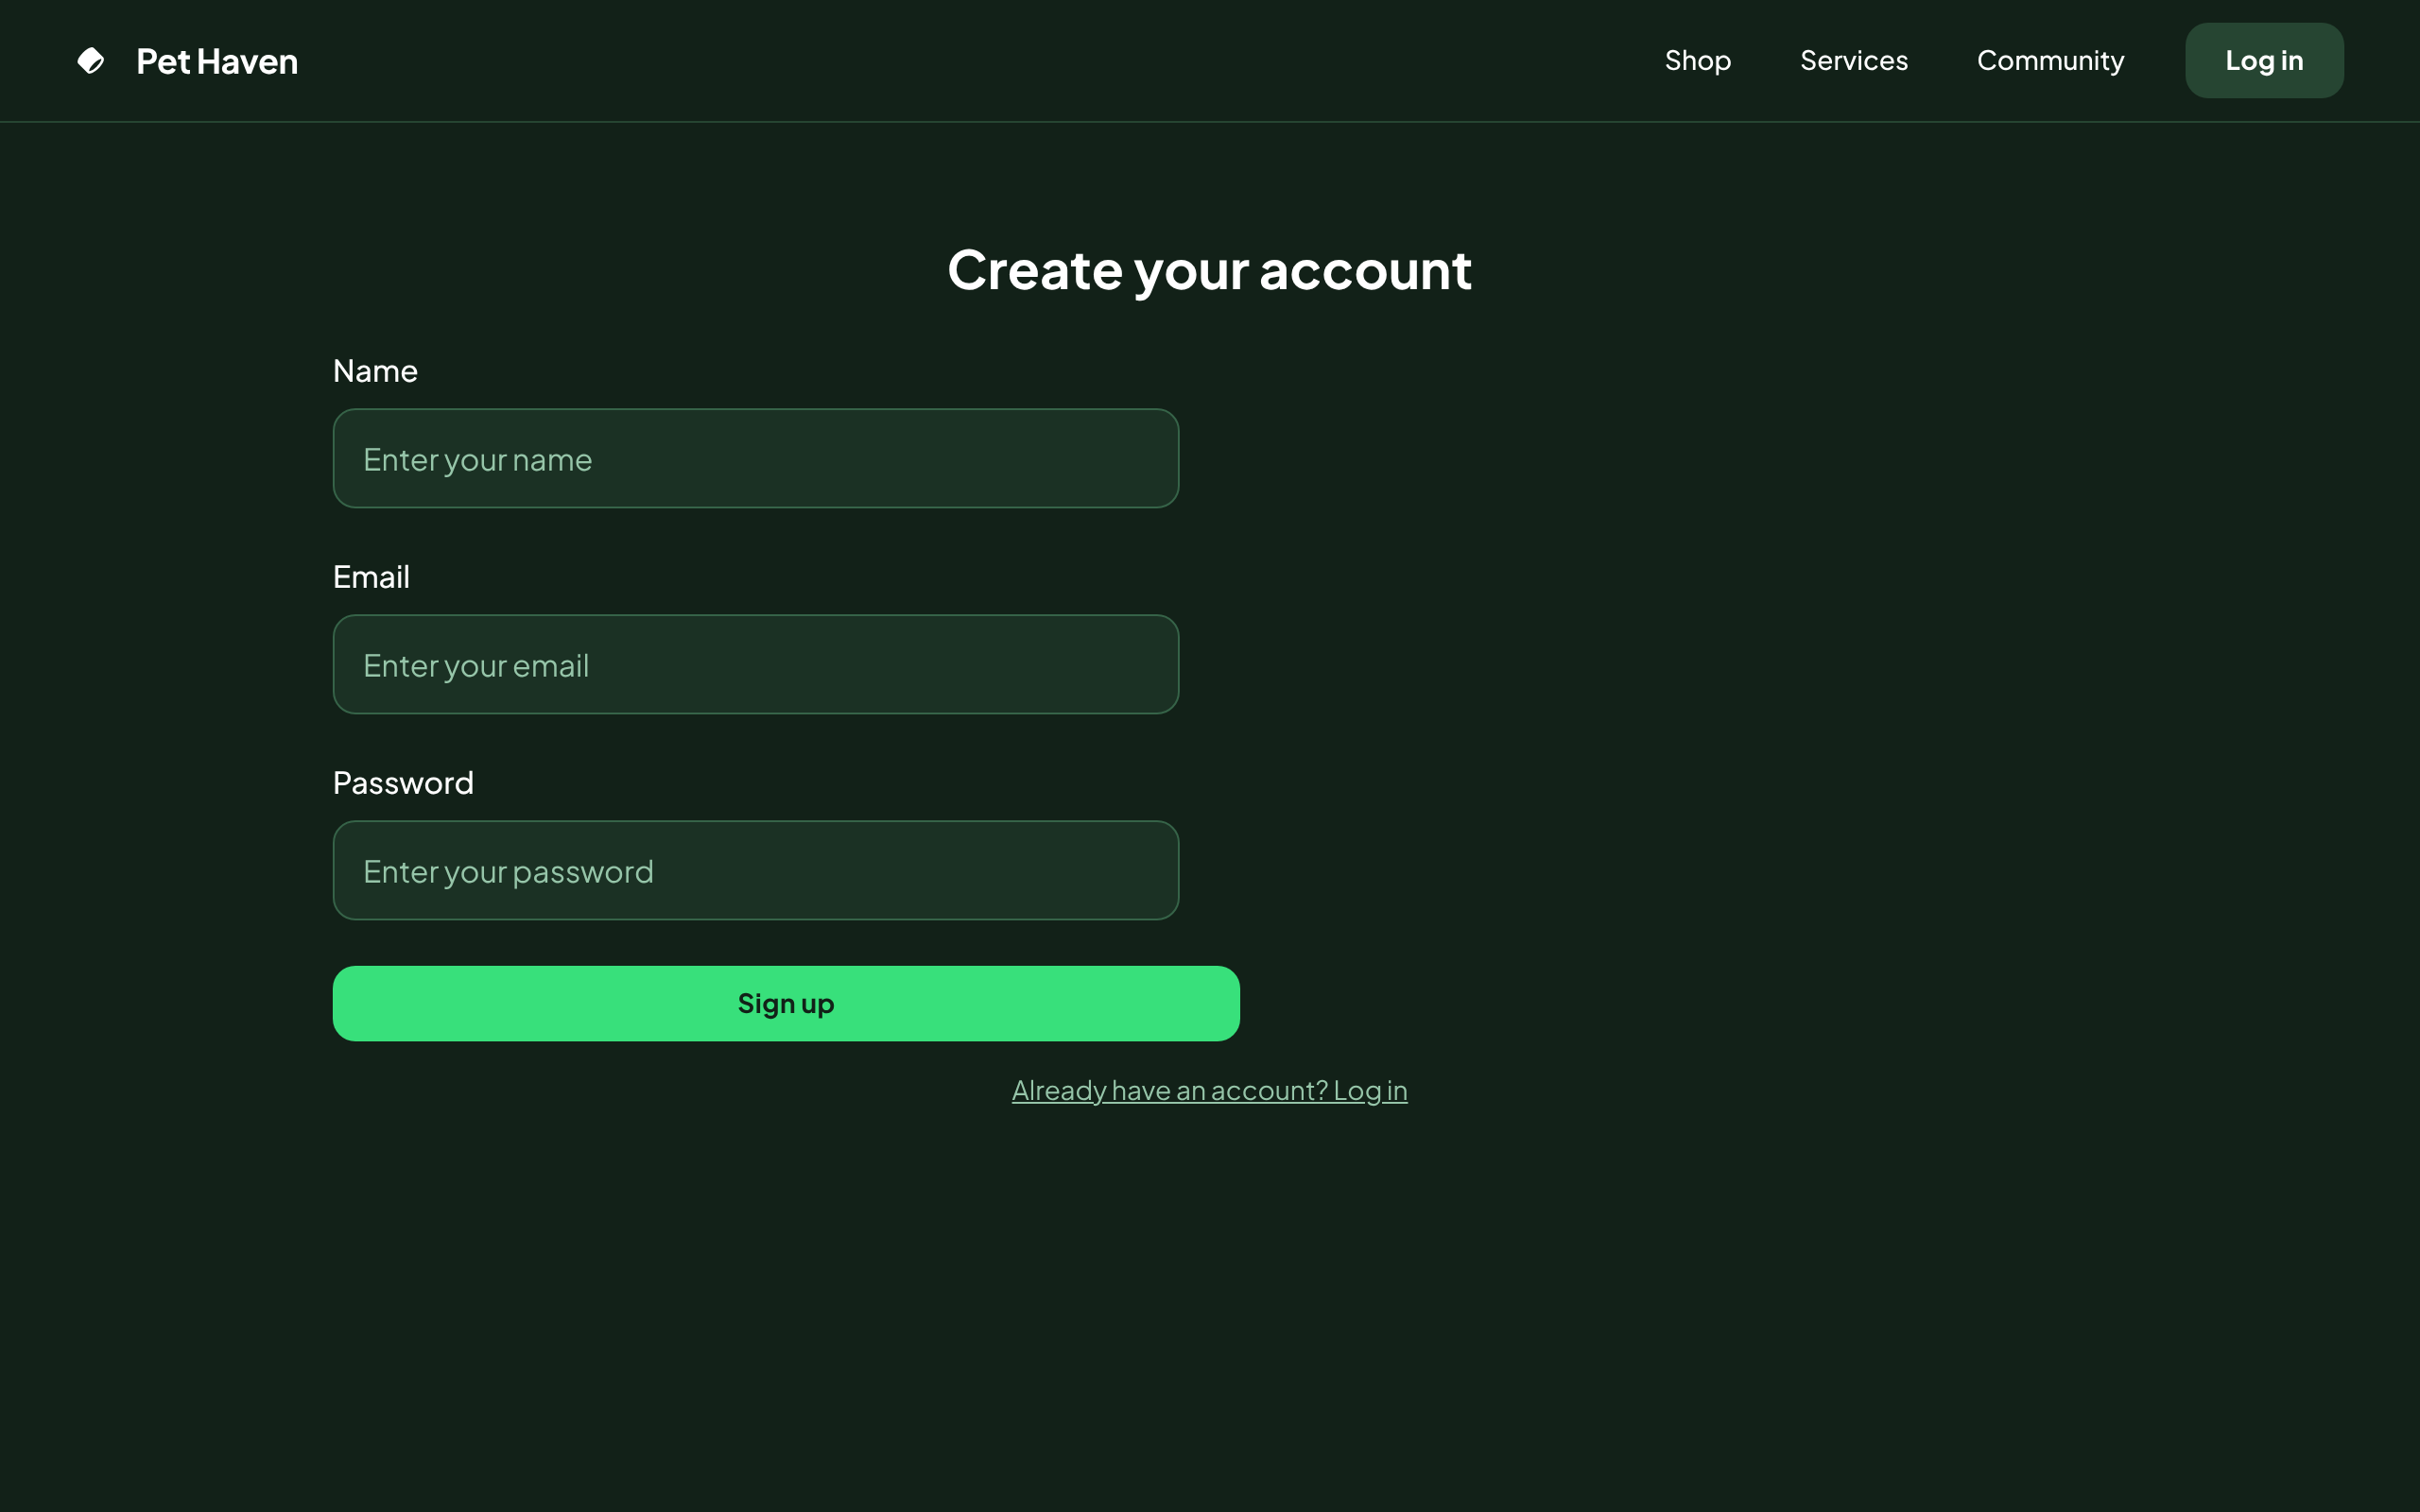 Pet Haven
Shop
Services
Community
Log in
Create your account
Name
Enter your name
Email
Enter your email
Password
Enter your password
Sign up
Already have an account? Log in